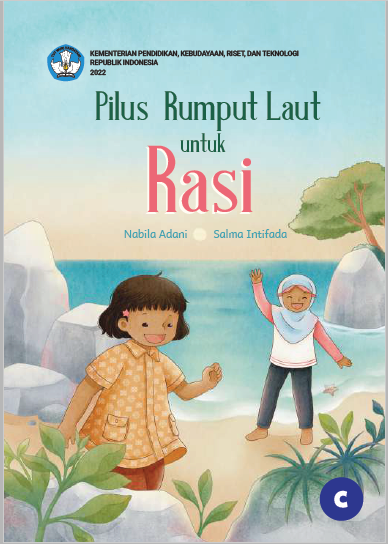 KEMENTERIAN PENDIDIKAN, KEBUDAYAAN, RISET, DAN TEKNOLOGI
REPUBLIK INDONESIA
2022
Pilus Rumput Laut
untuk
Rasi
Nabila Adani Salma Intifada
C